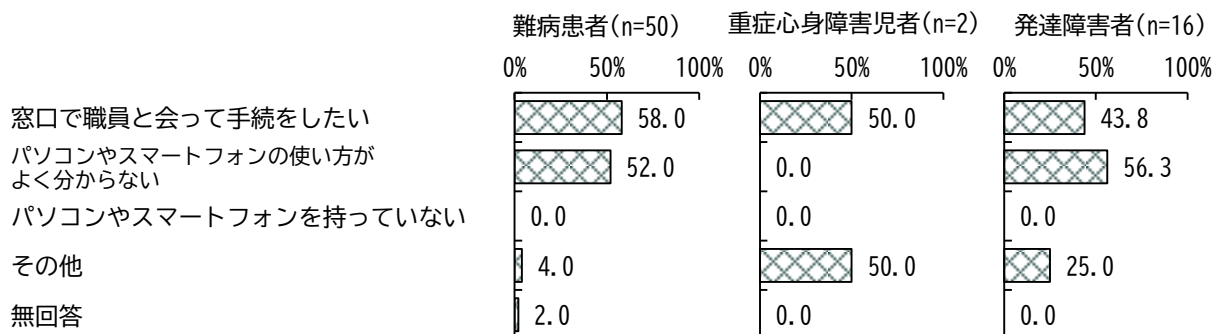 難病患者(n=50) 重症心身障害児者(n=2) 発達障害者(n=16)
0% 50% 100% 0% 50% 100% 0% 50% 100%
窓口で職員と会って手続をしたい 58.0 50.0 43.8
パソコンやスマートフォンの使い方が
よく分からない 52.0 0.0 56.3
パソコンやスマートフォンを持っていない 0.0 0.0 0.0
その他 4.0 50.0 25.0
無回答 2.0 0.0 0.0